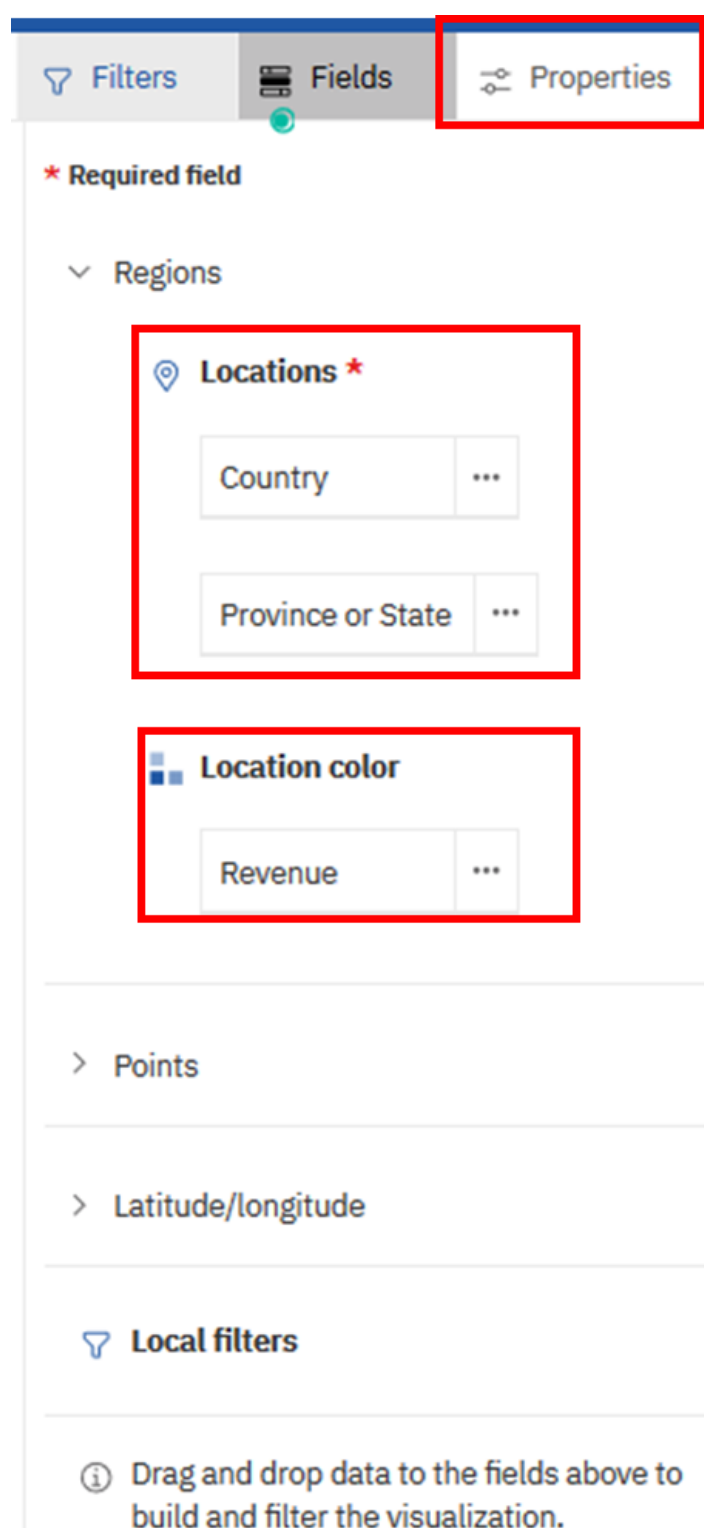 Filters Fields Properties
* Required field
Regions
Locations *
Country ...
Province or State ...
Location color
Revenue ...
Points
Latitude/longitude
Local filters
Drag and drop data to the fields above to
build and filter the visualization.